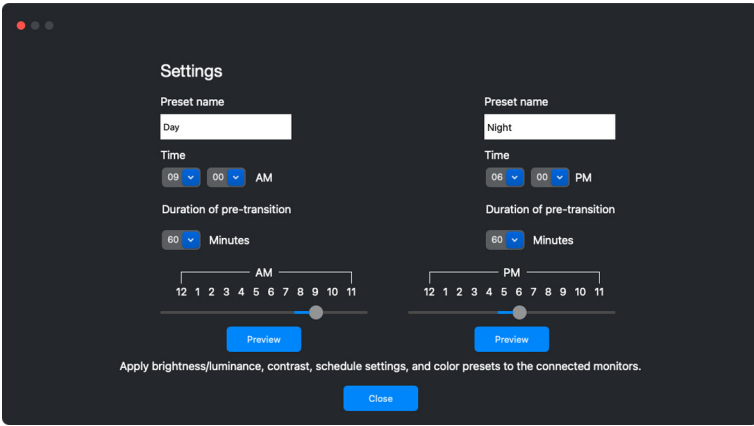 Settings
Preset name Preset name
Day Night
Time Time
09 00 AM 06 00 PM
Duration of pre-transition Duration of pre-transition
60 Minutes 60 Minutes
AM PM
12 1 2 3 4 5 6 7 8 9 10 11 12 1 2 3 4 5 6 7 8 9 10 11
Preview Preview
Apply brightness/luminance, contrast, schedule settings, and color presets to the connected monitors.
Close